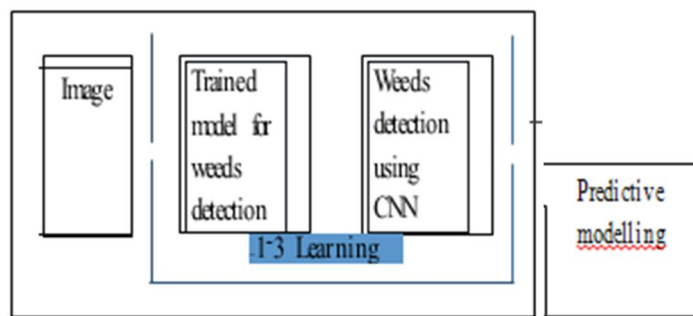 Image
Trained
model for
weeds
detection
Weeds
detection
using
CNN
1-3 Learning
Predictive
modelling